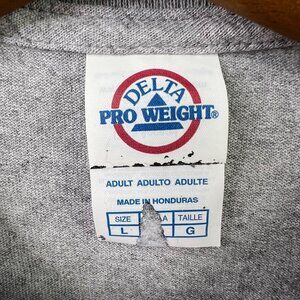 DELTA
PRO WEIGHT®
ADULT ADULTO ADULTE
MADE IN HONDURAS
SIZE TAILLE
L G